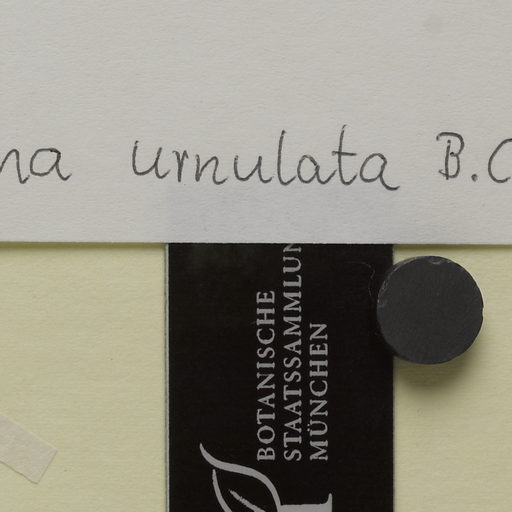 na urnulata B.C
BOTANISCHE
STAATSSAMMLUN
MÜNCHEN